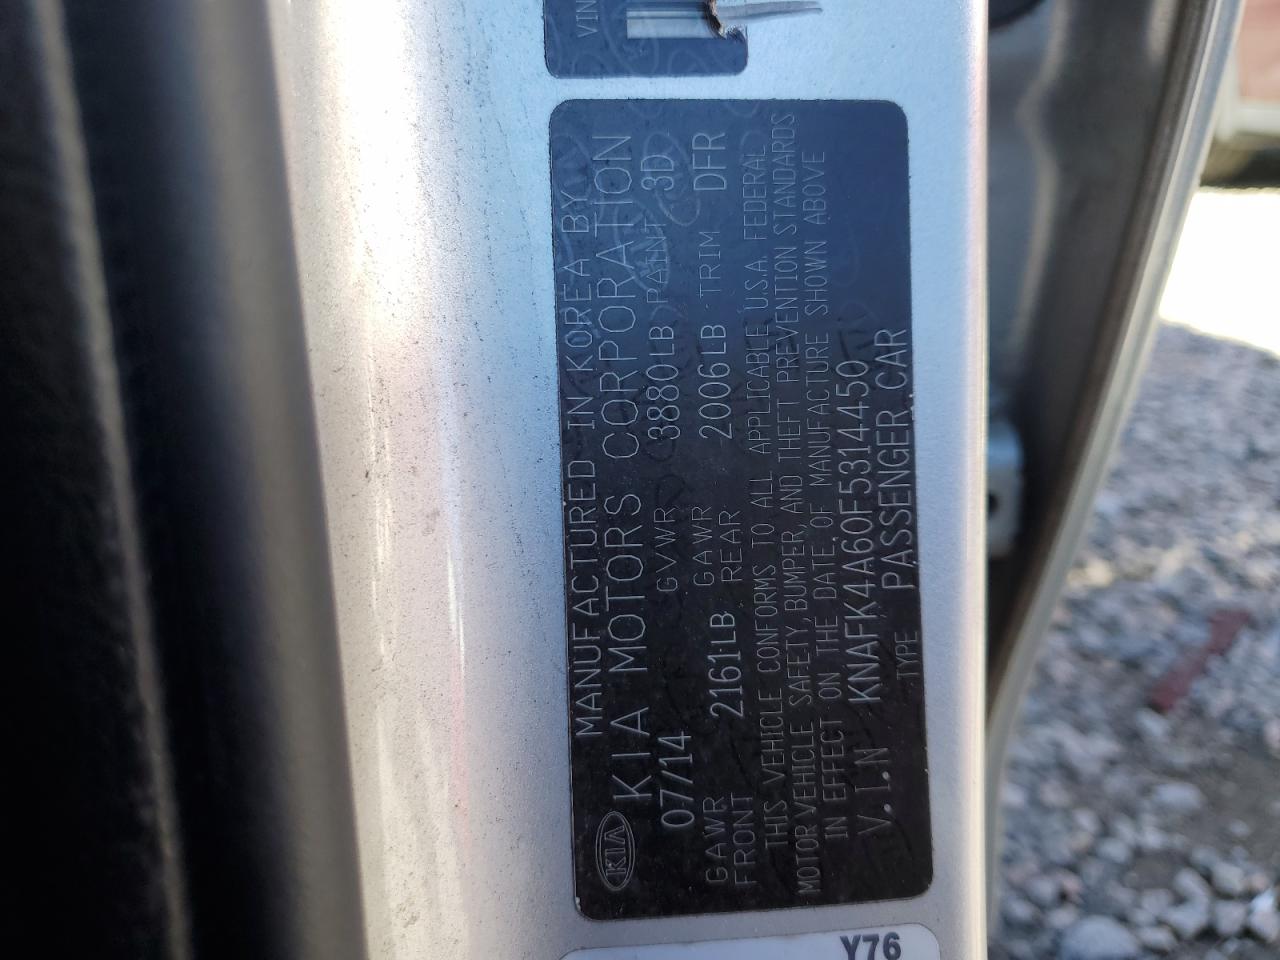 VIN
MANUFACTURED IN KOREA BY
KIA KIA MOTORS CORPORATION
07/14 GVWR 3880LB PAINT 3D
GAWR 2161LB GAWR 2006LB TRIM DFR
FRONT REAR
THIS VEHICLE CONFORMS TO ALL APPLICABLE U.S.A. FEDERAL
MOTOR VEHICLE SAFETY, BUMPER, AND THEFT PREVENTION STANDARDS
IN EFFECT ON THE DATE OF MANUFACTURE SHOWN ABOVE
V.I.N KNAFK4A60F5314450
TYPE PASSENGER CAR
Y76